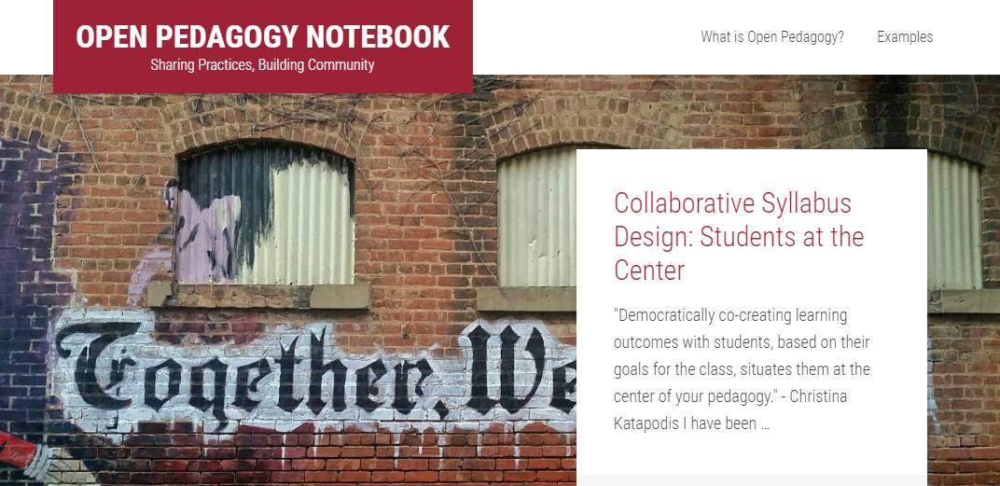 OPEN PEDAGOGY NOTEBOOK
Sharing Practices, Building Community
What is Open Pedagogy?
Examples
Together, We
Collaborative Syllabus
Design: Students at the
Center
"Democratically co-creating learning
outcomes with students, based on their
goals for the class, situates them at the
center of your pedagogy." - Christina
Katapodis I have been ...